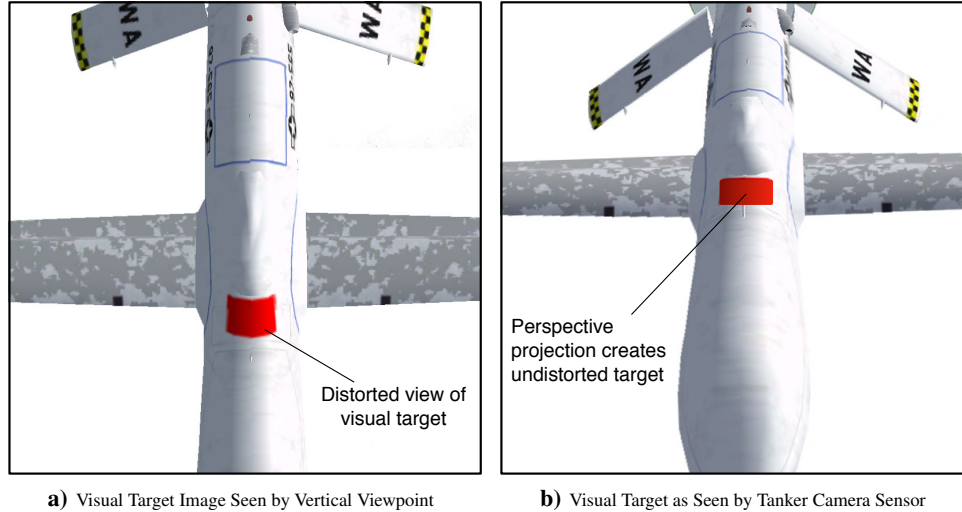 WA
WA
WA
WA
Distorted view of
visual target
Perspective
projection creates
undistorted target
a) Visual Target Image Seen by Vertical Viewpoint
b) Visual Target as Seen by Tanker Camera Sensor